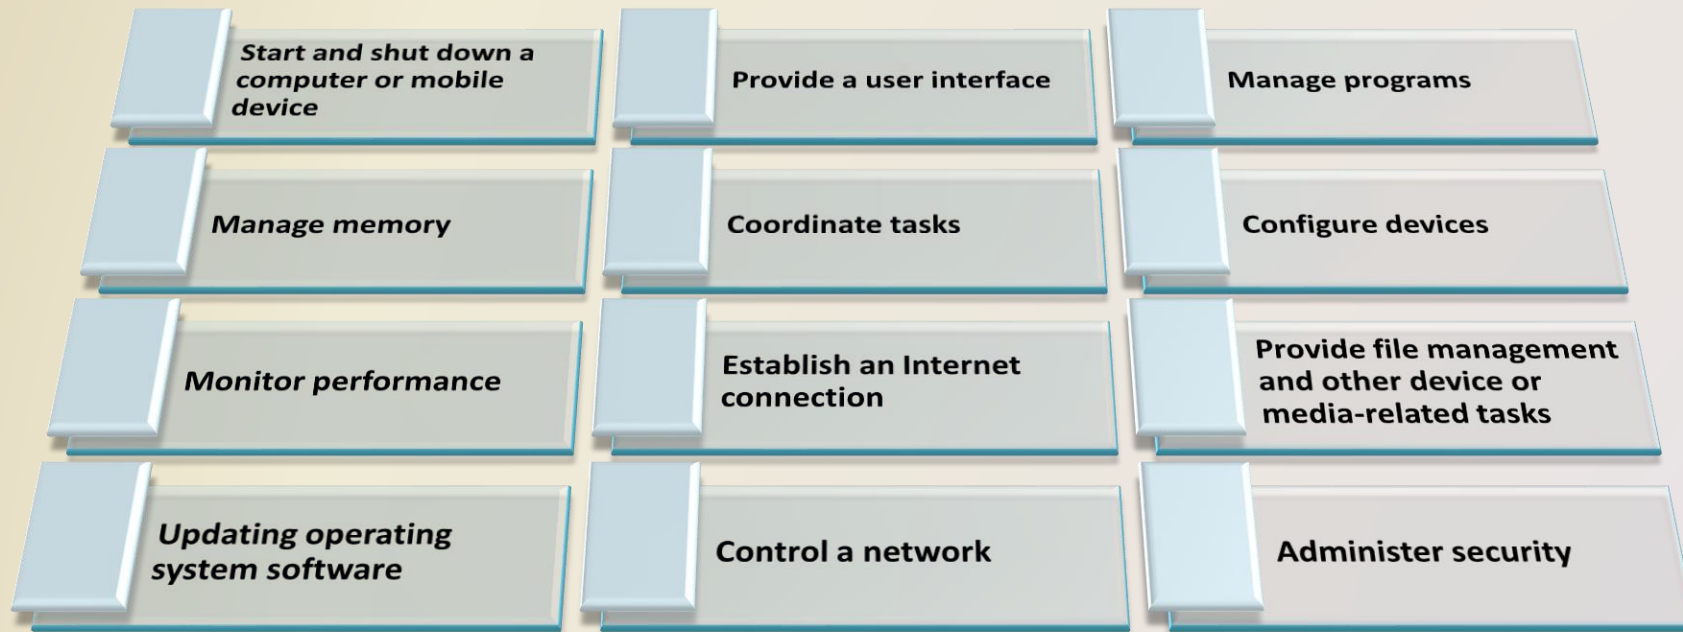 Start and shut down a
computer or mobile
device
Provide a user interface
Manage programs
Manage memory
Coordinate tasks
Configure devices
Monitor performance
Establish an Internet
connection
Provide file management
and other device or
media-related tasks
Updating operating
system software
Control a network
Administer security